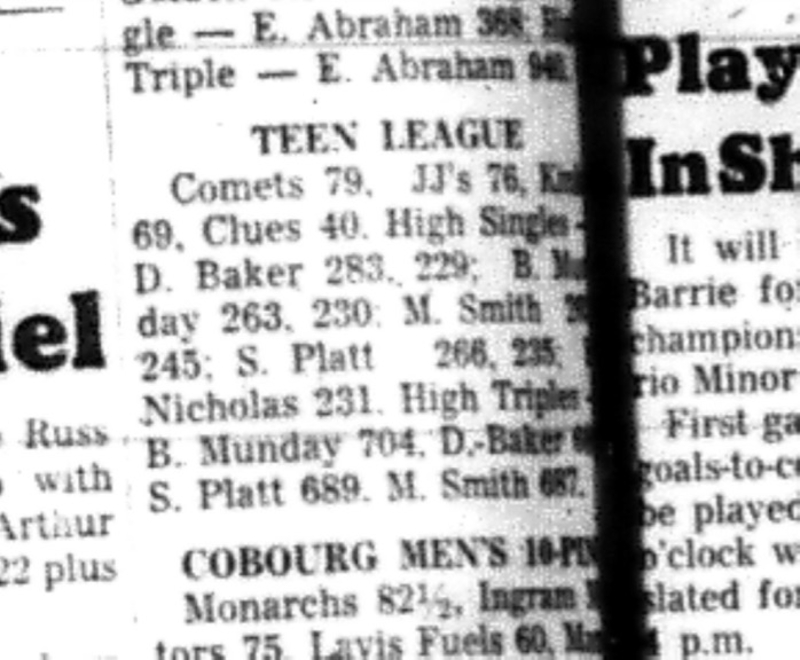 s
iel
Russ
with
Arthur
22 plus
gle — E. Abraham 368
Triple — E. Abraham
TEEN LEAGUE
Comets 79, JJ's 76,
69, Clues 40. High Singles -
D. Baker 283, 229; B.
day 263, 230; M. Smith
245; S. Platt 266, 235;
Nicholas 231. High Triples -
B. Munday 704, D. Baker
S. Platt 689. M. Smith 687.
COBOURG MEN'S 10-PIN
Monarchs 82½, Ingram
tors 75, Lavis Fuels 60,
Play
In Sh
It will
Barrie fo
champion
rio Minor
First ga
goals-to-c
be played
o'clock w
slated for
p.m.